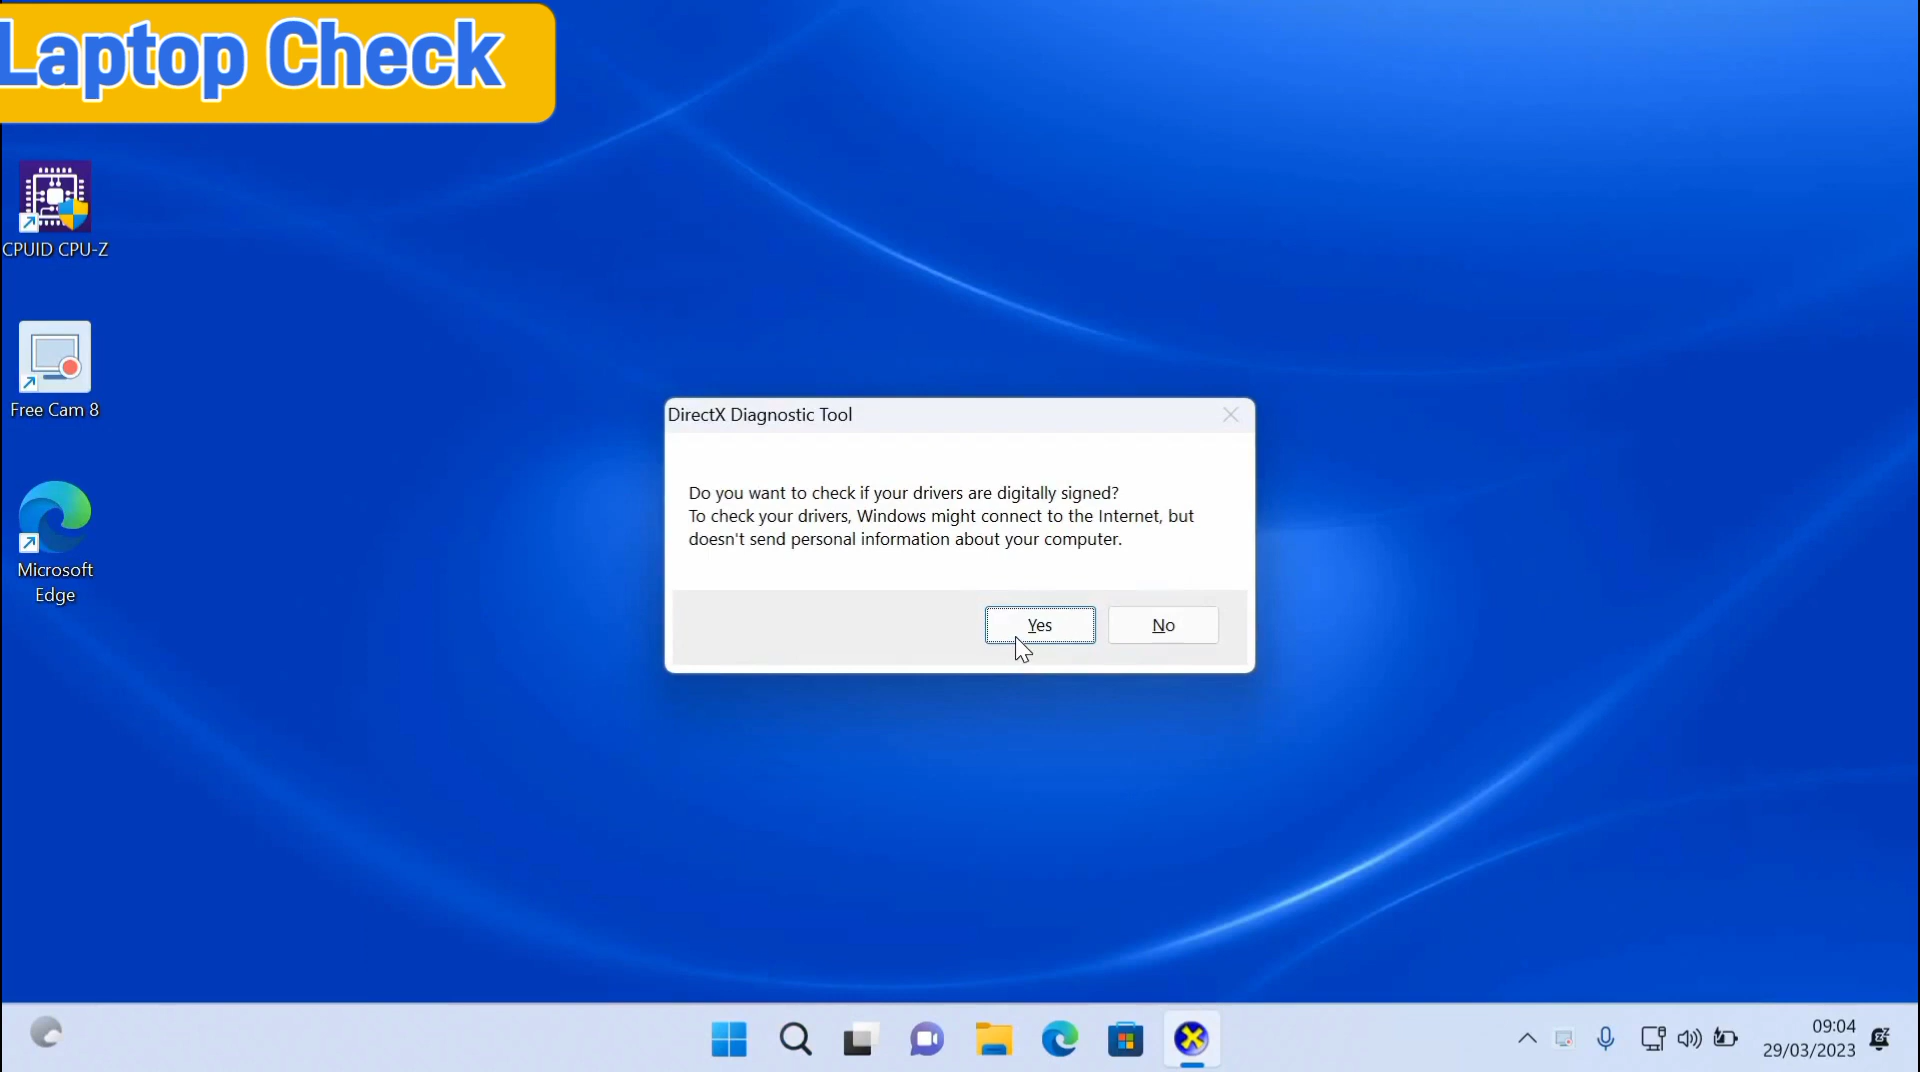 Laptop Check
CPUID CPU-Z
Free Cam 8
Microsoft
Edge
DirectX Diagnostic Tool
Do you want to check if your drivers are digitally signed?
To check your drivers, Windows might connect to the Internet, but
doesn't send personal information about your computer.
Yes
No
09:04
29/03/2023